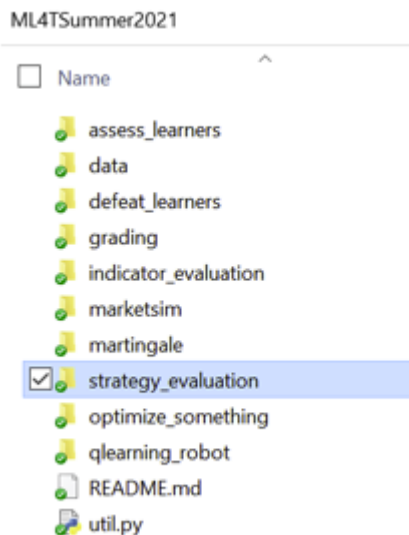 ML4TSummer2021
Name
assess_learners
data
defeat_learners
grading
indicator_evaluation
marketsim
martingale
strategy_evaluation
optimize_something
qlearning_robot
README.md
util.py